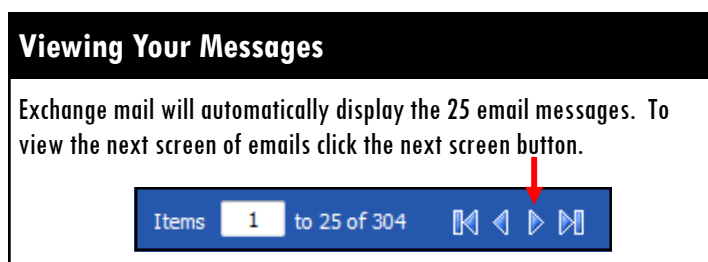 Viewing Your Messages
Exchange mail will automatically display the 25 email messages. To
view the next screen of emails click the next screen button.
Items 1 to 25 of 304